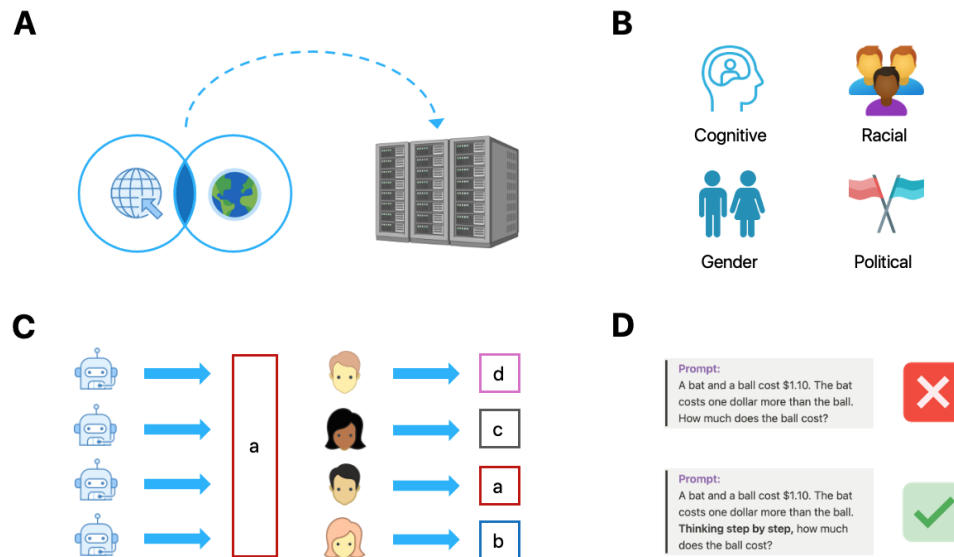 A
B
Cognitive
Racial
Gender
Political
C
a
d
c
a
b
D
Prompt:
A bat and a ball cost $1.10. The bat
costs one dollar more than the ball.
How much does the ball cost?
Prompt:
A bat and a ball cost $1.10. The bat
costs one dollar more than the ball.
Thinking step by step, how much
does the ball cost?